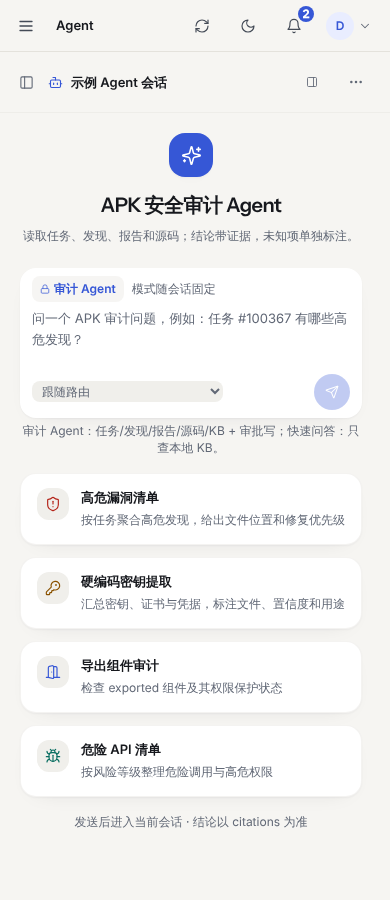 Agent
2
D
示例 Agent 会话
APK 安全审计 Agent
读取任务、发现、报告和源码；结论带证据，未知项单独标注。
审计 Agent
模式随会话固定
问一个 APK 审计问题，例如：任务 #100367 有哪些高
危发现？
跟随路由
审计 Agent：任务/发现/报告/源码/KB + 审批写；快速问答：只
查本地 KB。
高危漏洞清单
按任务聚合高危发现，给出文件位置和修复优先级
硬编码密钥提取
汇总密钥、证书与凭据，标注文件、置信度和用途
导出组件审计
检查 exported 组件及其权限保护状态
危险 API 清单
按风险等级整理危险调用与高危权限
发送后进入当前会话 · 结论以 citations 为准